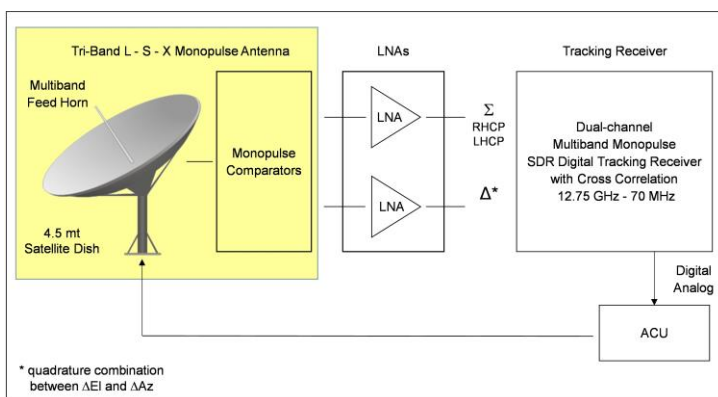 Tri-Band L - S - X Monopulse Antenna
Multiband
Feed Horn
4.5 mt
Satellite Dish
Monopulse
Comparators
LNAs
LNA
LNA
Σ
RHCP
LHCP
Δ*
Tracking Receiver
Dual-channel
Multiband Monopulse
SDR Digital Tracking Receiver
with Cross Correlation
12.75 GHz - 70 MHz
Digital
Analog
ACU
* quadrature combination
between ΔEl and ΔAz